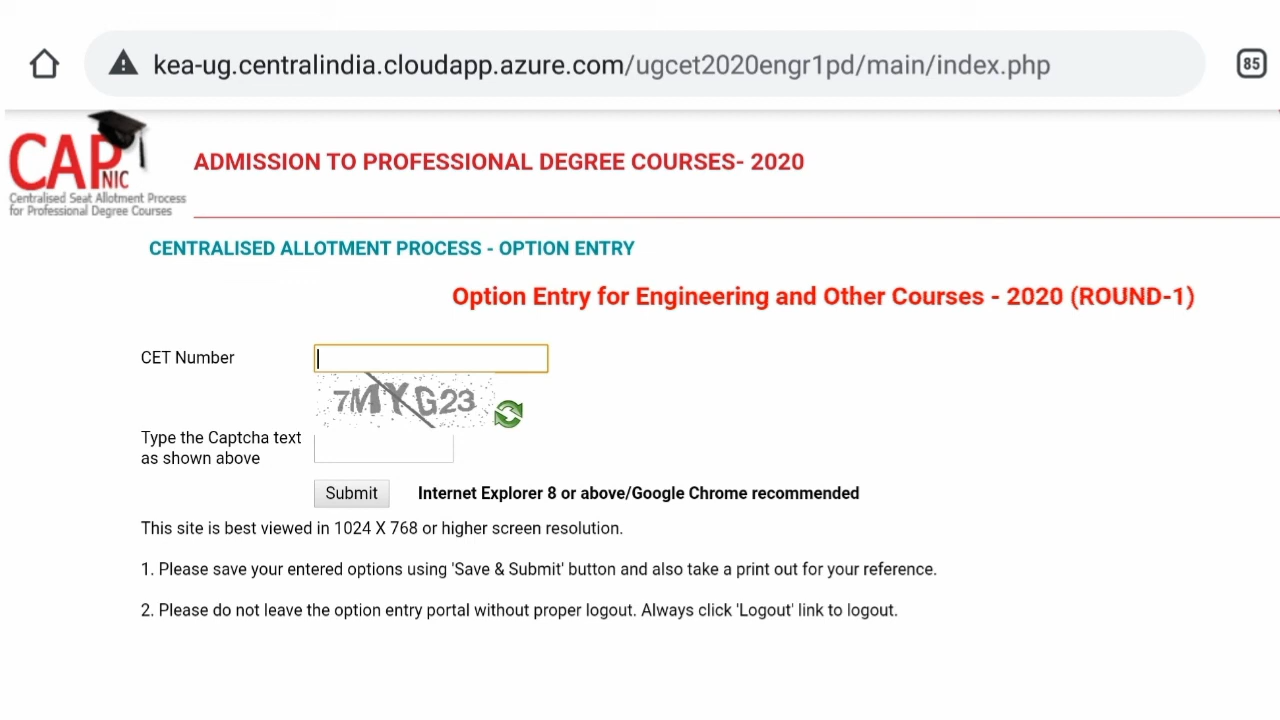 kea-ug.centralindia.cloudapp.azure.com/ugcet2020engr1pd/main/index.php
85
CAP
NIC
Centralised Seat Allotment Process
for Professional Degree Courses
ADMISSION TO PROFESSIONAL DEGREE COURSES- 2020
CENTRALISED ALLOTMENT PROCESS - OPTION ENTRY
Option Entry for Engineering and Other Courses - 2020 (ROUND-1)
CET Number
7MYG23
Type the Captcha text
as shown above
Submit
Internet Explorer 8 or above/Google Chrome recommended
This site is best viewed in 1024 X 768 or higher screen resolution.
1. Please save your entered options using 'Save & Submit' button and also take a print out for your reference.
2. Please do not leave the option entry portal without proper logout. Always click 'Logout' link to logout.